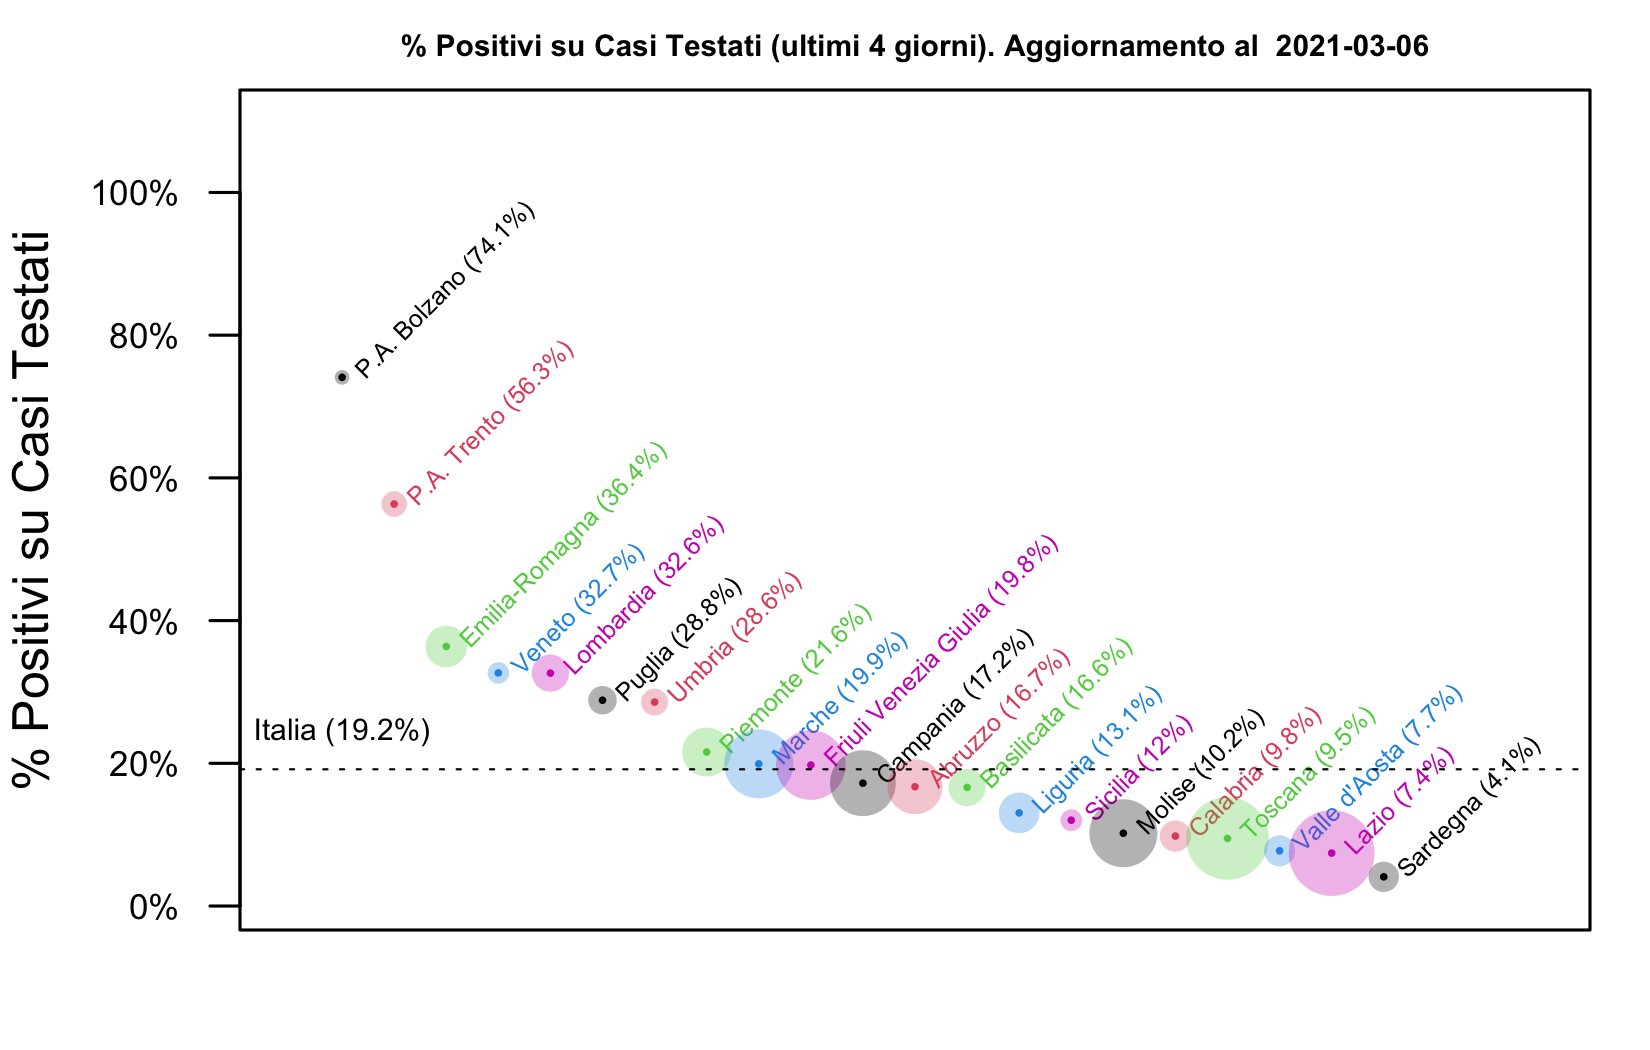 % Positivi su Casi Testati (ultimi 4 giorni). Aggiornamento al  2021-03-06
% Positivi su Casi Testati
100%
80%
60%
40%
20%
0%
P.A. Bolzano (74.1%)
P.A. Trento (56.3%)
Emilia-Romagna (36.4%)
Veneto (32.7%)
Lombardia (32.6%)
Puglia (28.8%)
Umbria (28.6%)
Piemonte (21.6%)
Marche (19.9%)
Friuli Venezia Giulia (19.8%)
Campania (17.2%)
Abruzzo (16.7%)
Basilicata (16.6%)
Liguria (13.1%)
Sicilia (12%)
Molise (10.2%)
Calabria (9.8%)
Toscana (9.5%)
Valle d'Aosta (7.7%)
Lazio (7.4%)
Sardegna (4.1%)
Italia (19.2%)